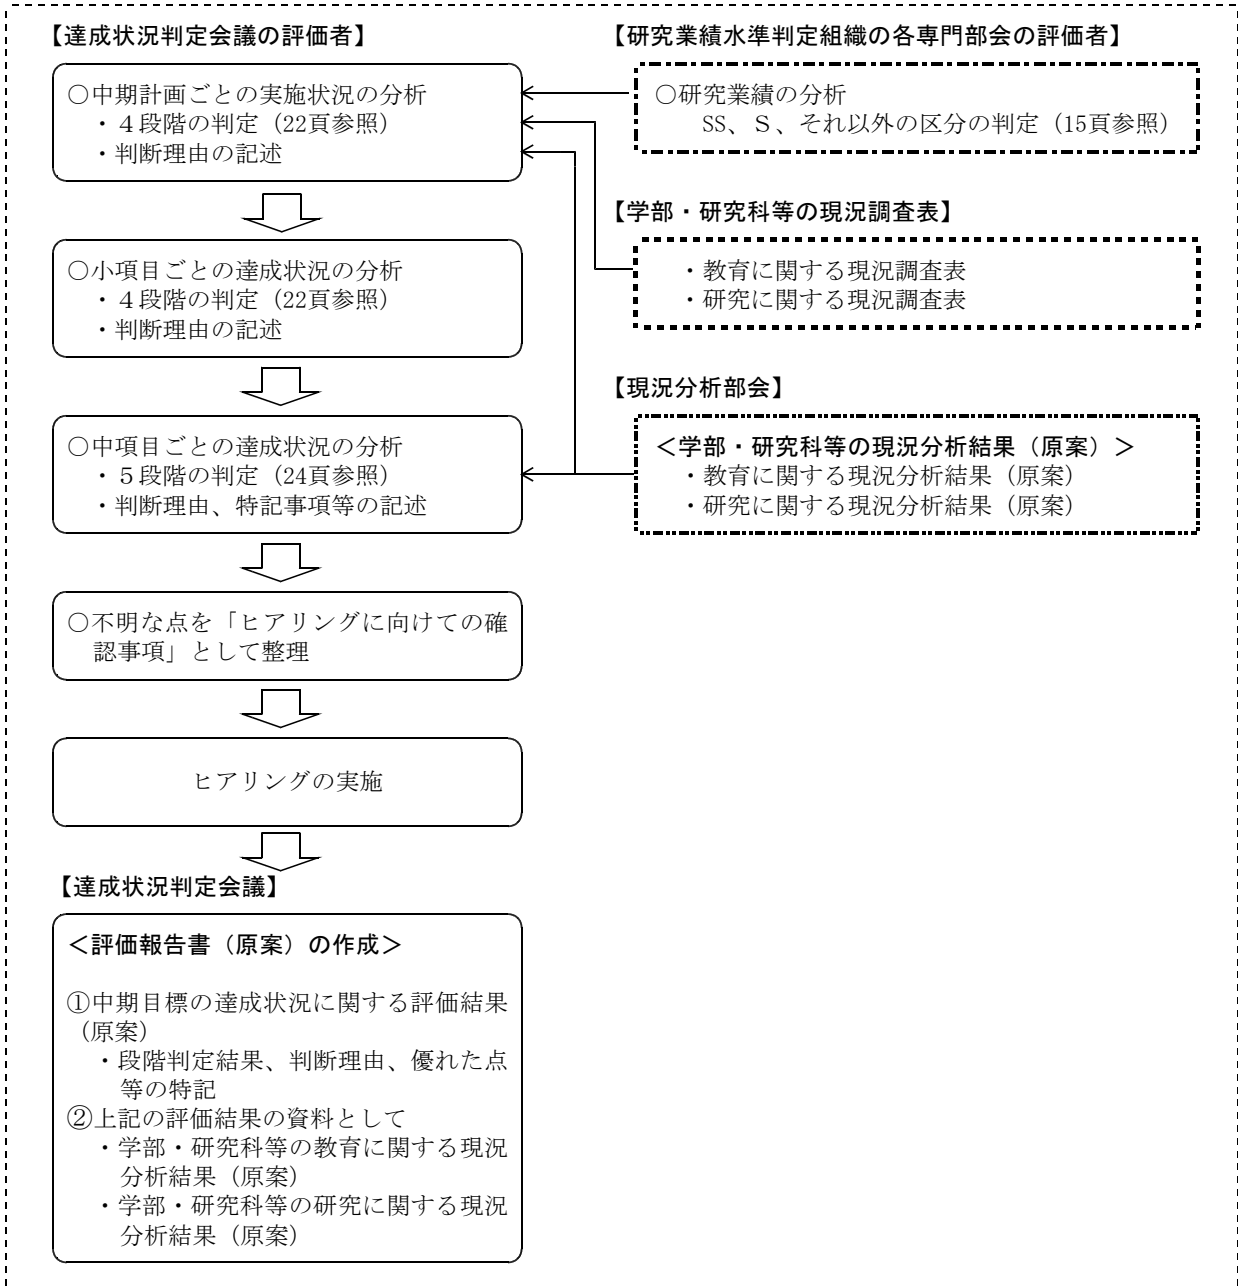 【達成状況判定会議の評価者】
○中期計画ごとの実施状況の分析
・４段階の判定（22頁参照）
・判断理由の記述
○小項目ごとの達成状況の分析
・４段階の判定（22頁参照）
・判断理由の記述
○中項目ごとの達成状況の分析
・５段階の判定（24頁参照）
・判断理由、特記事項等の記述
○不明な点を「ヒアリングに向けての確
認事項」として整理
ヒアリングの実施
【達成状況判定会議】
＜評価報告書（原案）の作成＞
①中期目標の達成状況に関する評価結果
（原案）
・段階判定結果、判断理由、優れた点
等の特記
②上記の評価結果の資料として
・学部・研究科等の教育に関する現況
分析結果（原案）
・学部・研究科等の研究に関する現況
分析結果（原案）
【研究業績水準判定組織の各専門部会の評価者】
○研究業績の分析
SS、Ｓ、それ以外の区分の判定（15頁参照）
【学部・研究科等の現況調査表】
・教育に関する現況調査表
・研究に関する現況調査表
【現況分析部会】
＜学部・研究科等の現況分析結果（原案）＞
・教育に関する現況分析結果（原案）
・研究に関する現況分析結果（原案）